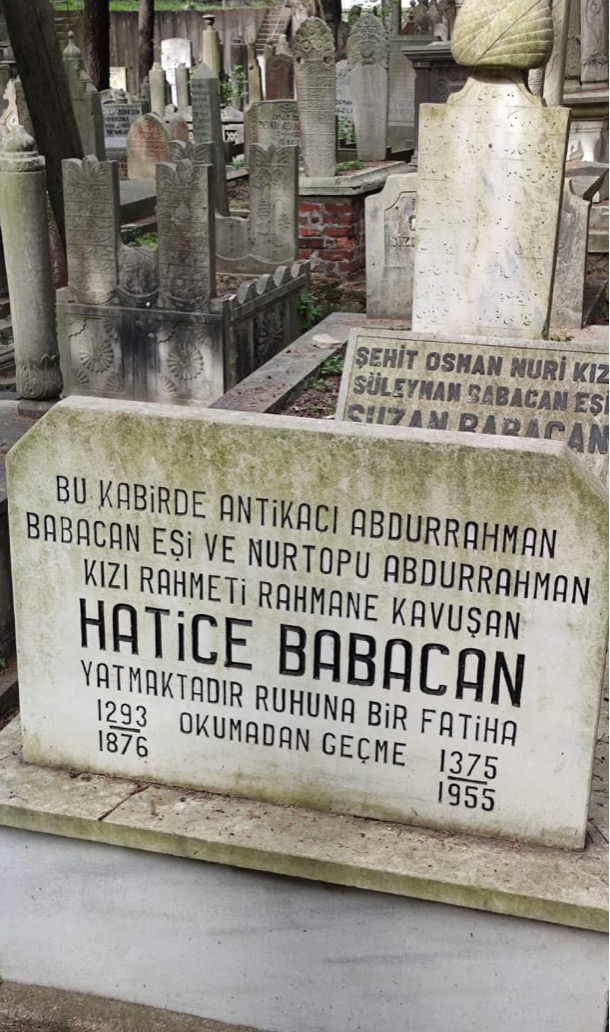 ŞEHİT OSMAN NURİ KIZ
SÜLEYMAN BABACAN EŞİ
SUZAN BABACAN
BU KABİRDE ANTİKACI ABDURRAHMAN
BABACAN EŞİ VE NURTOPU ABDURRAHMAN
KIZI RAHMETİ RAHMANE KAVUŞAN
HATİCE BABACAN
YATMAKTADIR RUHUNA BİR FATİHA
OKUMADAN GEÇME
1293
1876
1375
1955